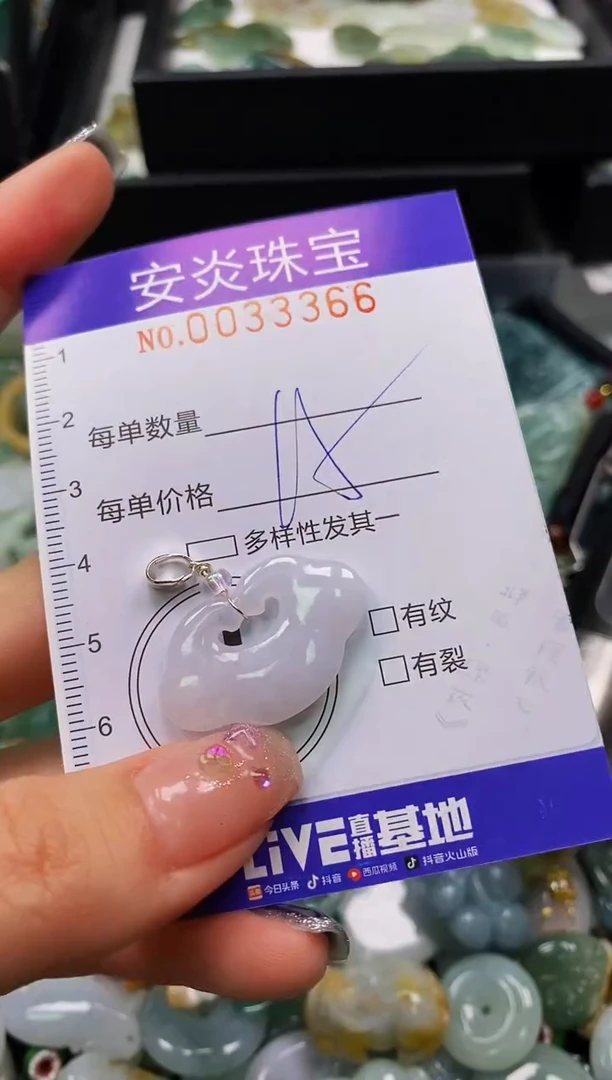 安炎珠宝
NO.0033366
1
2
每单数量
3
每单价格
4
多样性发其一
有纹
5
有裂
6
LiVE直播基地
今日头条 抖音 西瓜视频 抖音火山版